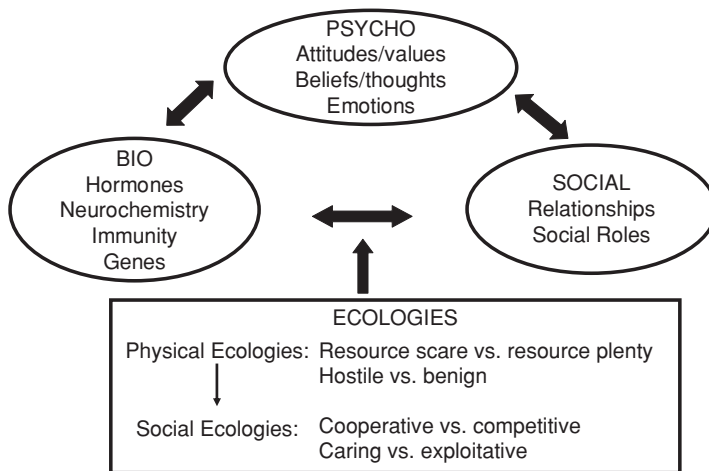 PSYCHO
Attitudes/values
Beliefs/thoughts
Emotions
BIO
Hormones
Neurochemistry
Immunity
Genes
SOCIAL
Relationships
Social Roles
ECOLOGIES
Physical Ecologies: Resource scare vs. resource plenty
Hostile vs. benign
Social Ecologies: Cooperative vs. competitive
Caring vs. exploitative